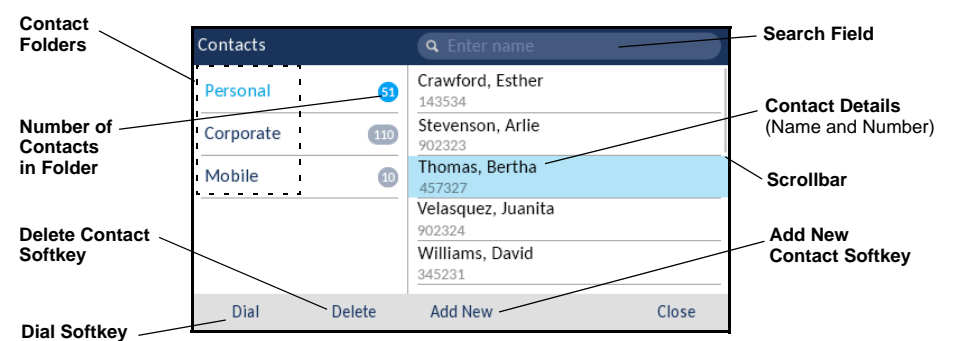 Contact
Folders
Number of
Contacts
in Folder
Delete Contact
Softkey
Dial Softkey
Contacts
Enter name
Personal 51
Corporate 110
Mobile 10
Crawford, Esther
143534
Stevenson, Arlie
902323
Thomas, Bertha
457327
Velasquez, Juanita
902324
Williams, David
345231
Dial Delete Add New Close
Search Field
Contact Details
(Name and Number)
Scrollbar
Add New
Contact Softkey